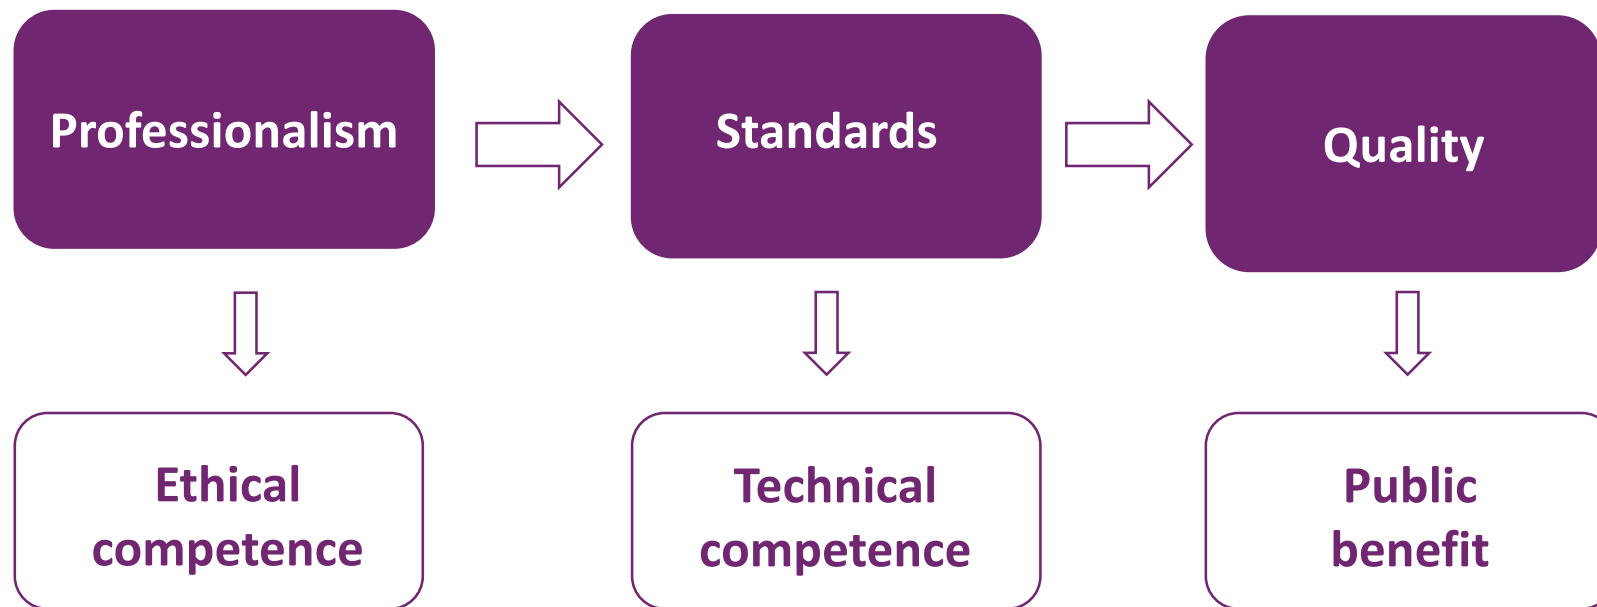 Professionalism
Standards
Quality
Ethical
competence
Technical
competence
Public
benefit